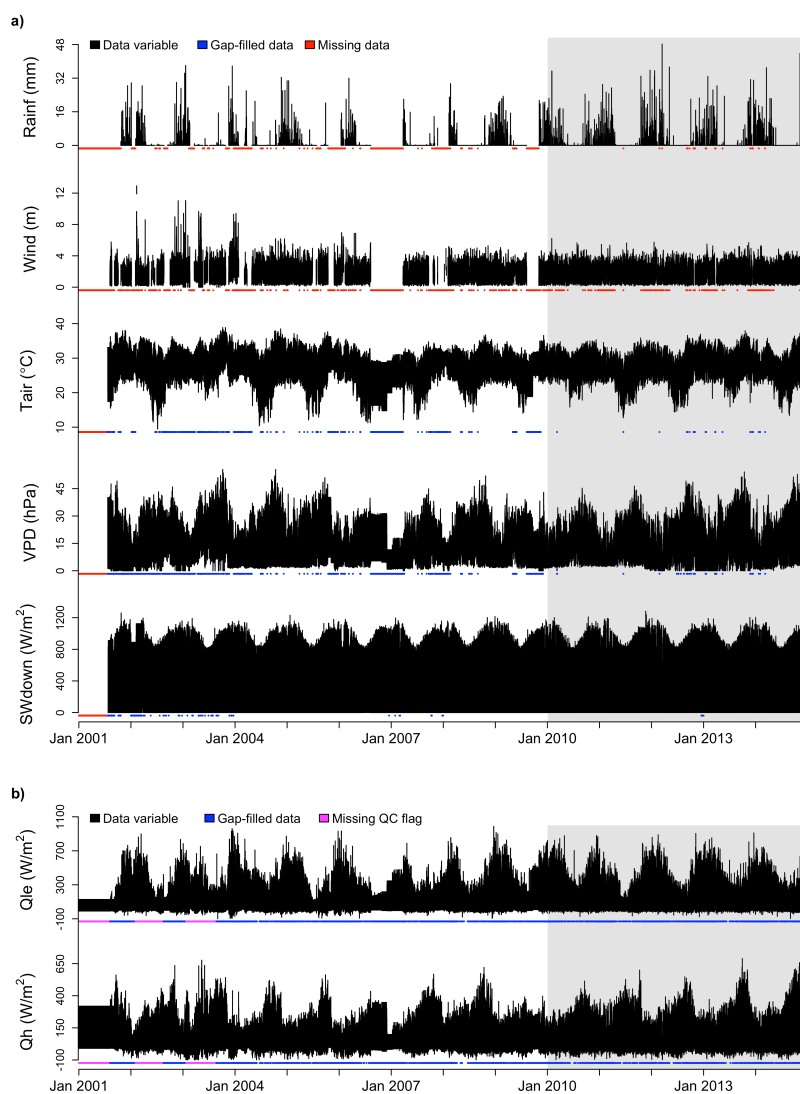 a)
Data variable Gap-filled data Missing data
Rainf (mm)
48
32
16
0
Wind (m)
12
8
4
0
Tair (°C)
40
30
20
10
VPD (hPa)
45
30
15
0
SWdown (W/m²)
1200
800
400
0
Jan 2001 Jan 2004 Jan 2007 Jan 2010 Jan 2013
b)
Data variable Gap-filled data Missing QC flag
Qle (W/m²)
1100
700
300
-100
Qh (W/m²)
650
400
150
-100
Jan 2001 Jan 2004 Jan 2007 Jan 2010 Jan 2013